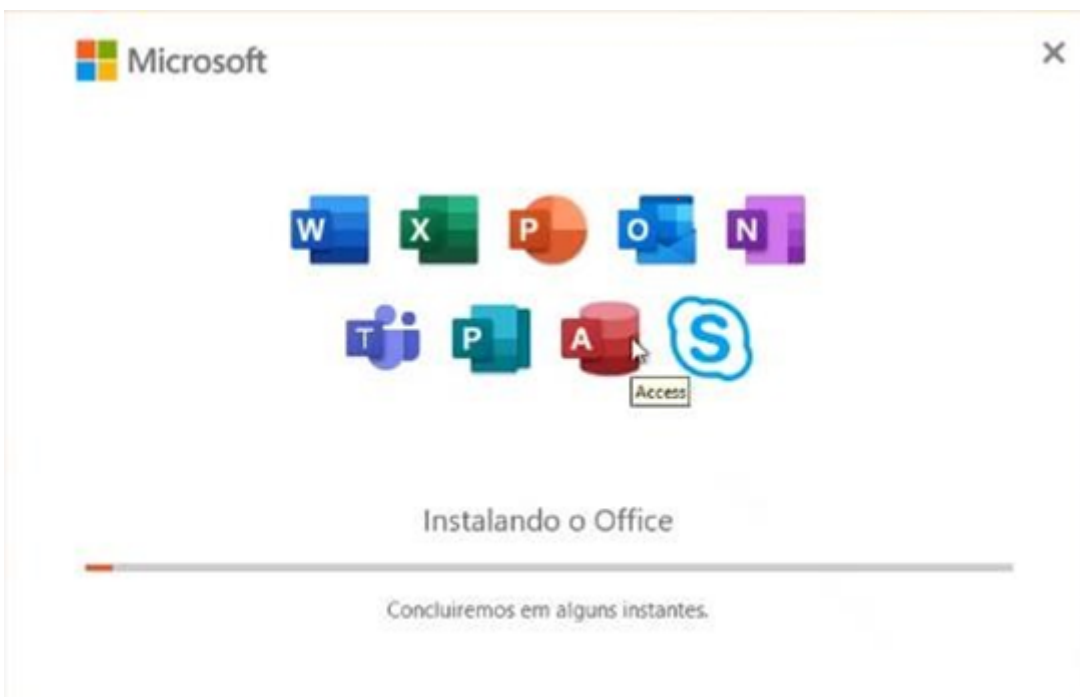 Microsoft
W X P O N
T P A S
Access
Instalando o Office
Concluiremos em alguns instantes.